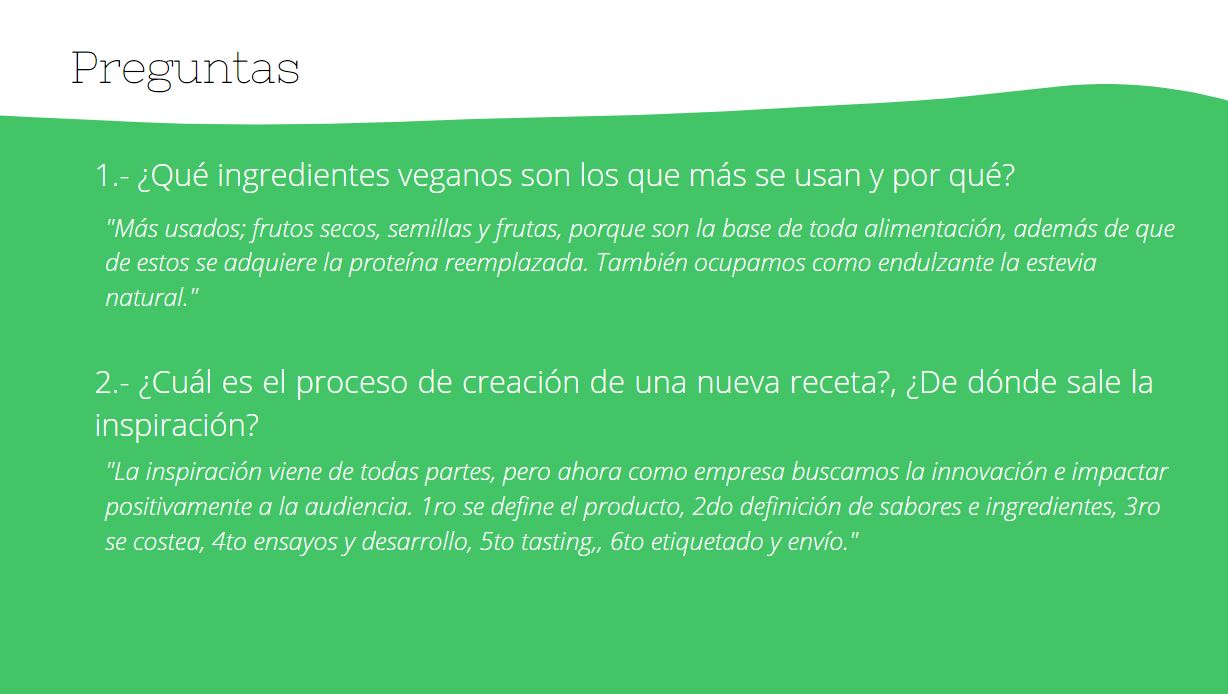 Preguntas
1.- ¿Qué ingredientes veganos son los que más se usan y por qué?
"Más usados; frutos secos, semillas y frutas, porque son la base de toda alimentación, además de que
de estos se adquiere la proteína reemplazada. También ocupamos como endulzante la estevia
natural."
2.- ¿Cuál es el proceso de creación de una nueva receta?, ¿De dónde sale la
inspiración?
"La inspiración viene de todas partes, pero ahora como empresa buscamos la innovación e impactar
positivamente a la audiencia. 1ro se define el producto, 2do definición de sabores e ingredientes, 3ro
se costea, 4to ensayos y desarrollo, 5to tasting,, 6to etiquetado y envío."